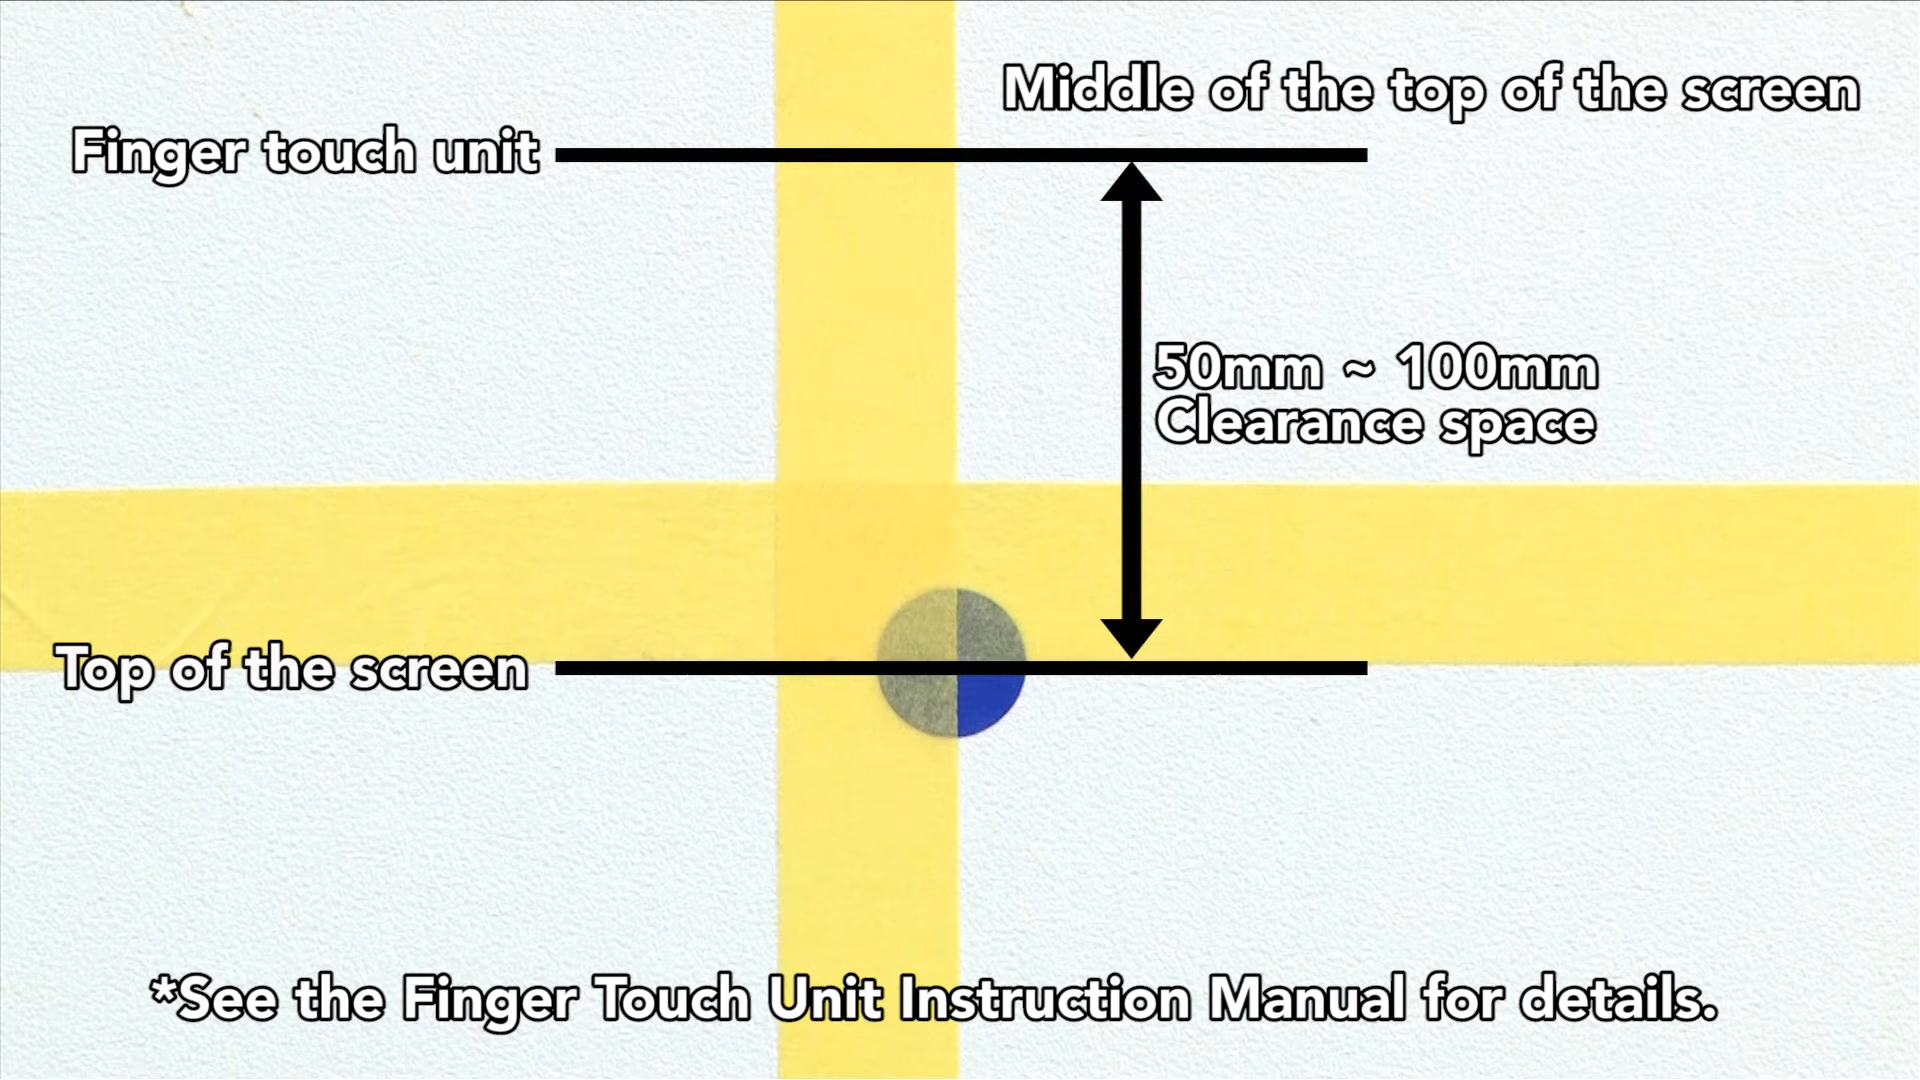 Middle of the top of the screen
Finger touch unit
50mm ~ 100mm
Clearance space
Top of the screen
*See the Finger Touch Unit Instruction Manual for details.